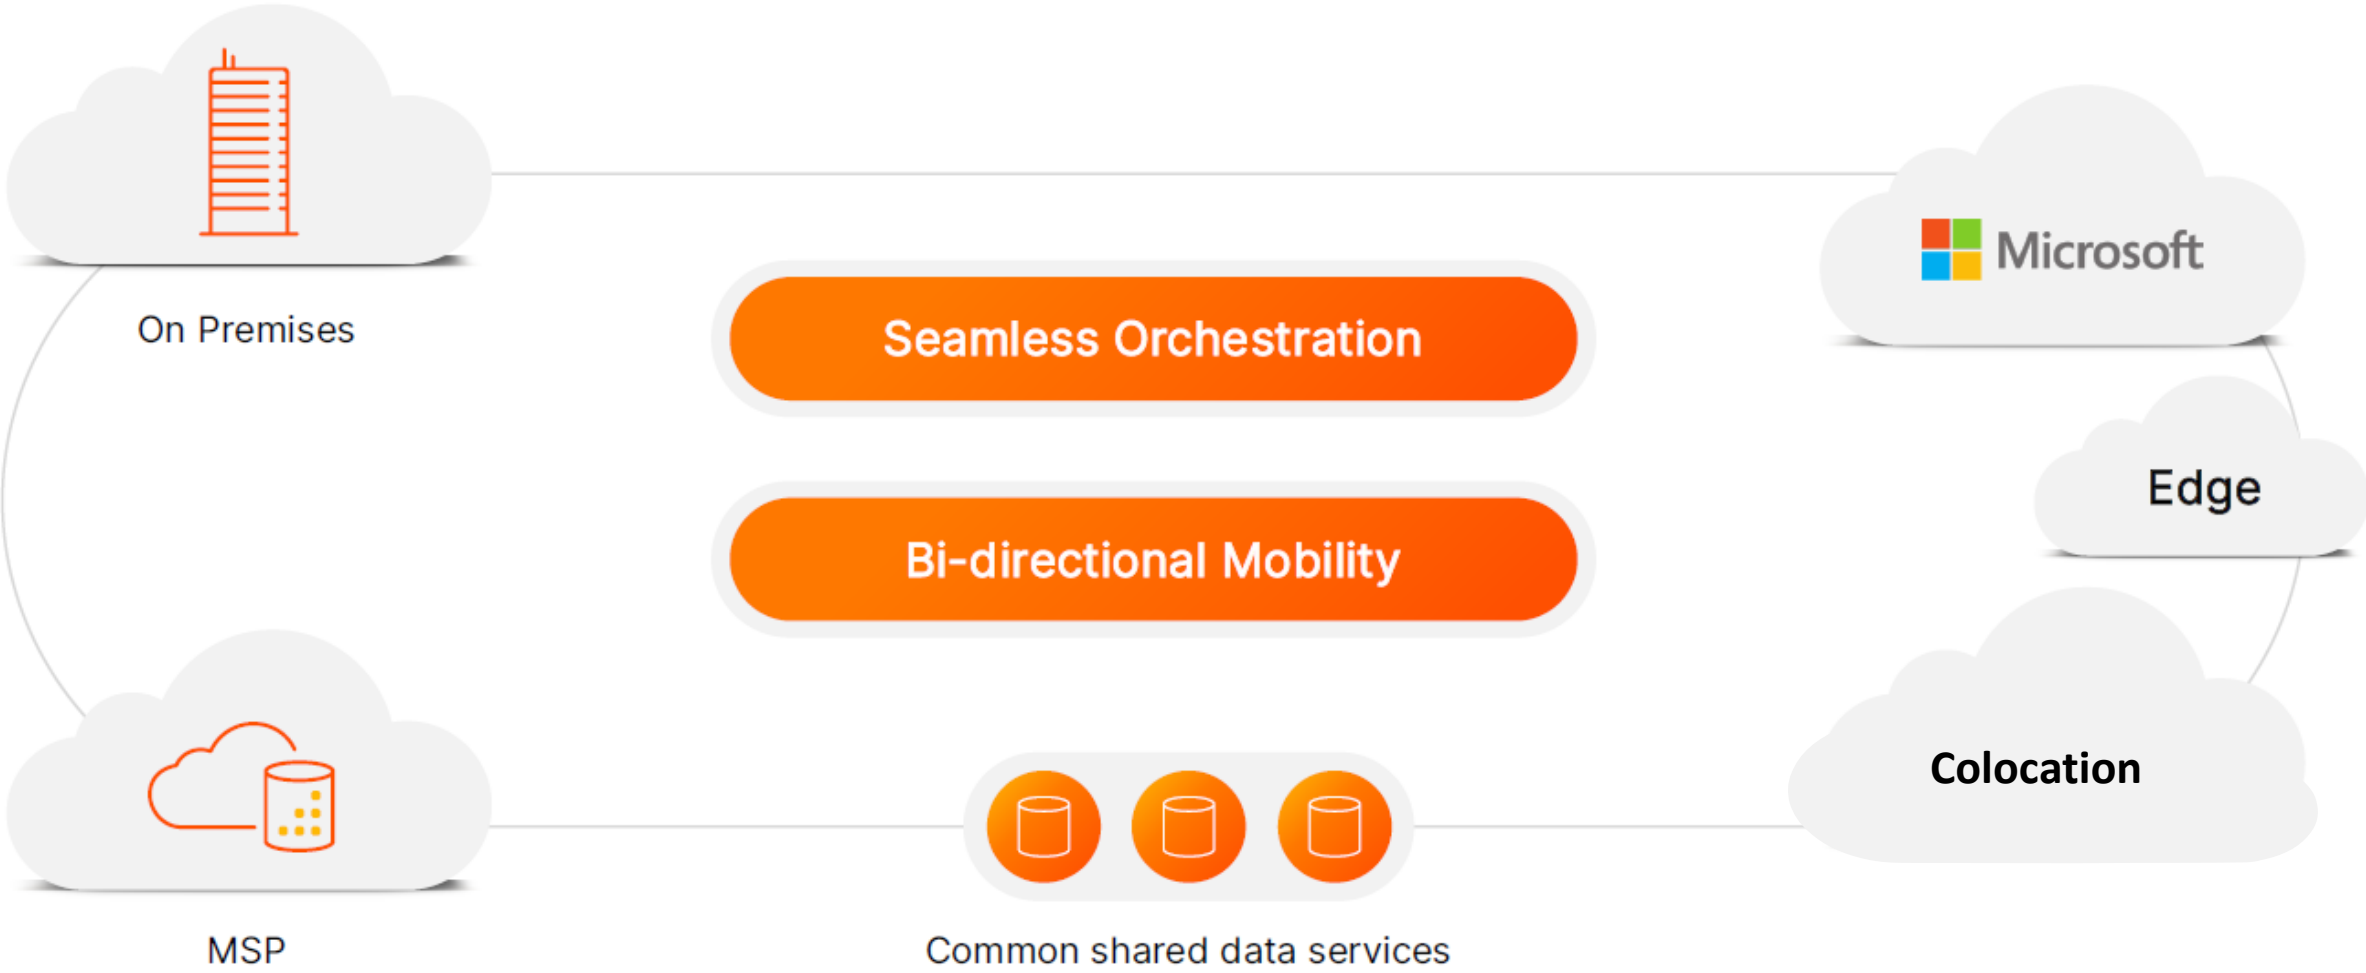 Microsoft
On Premises
Seamless Orchestration
Edge
Bi-directional Mobility
Colocation
MSP
Common shared data services